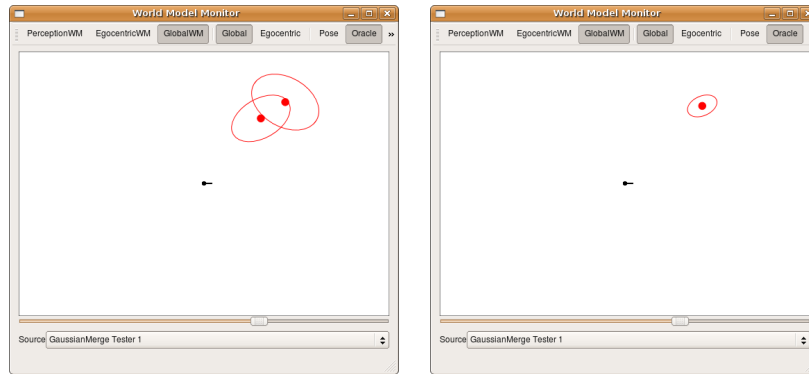 World Model Monitor
PerceptionWM EgocentricWM GlobalWM Global Egocentric Pose Oracle »
Source GaussianMerge Tester 1
World Model Monitor
PerceptionWM EgocentricWM GlobalWM Global Egocentric Pose Oracle
Source GaussianMerge Tester 1